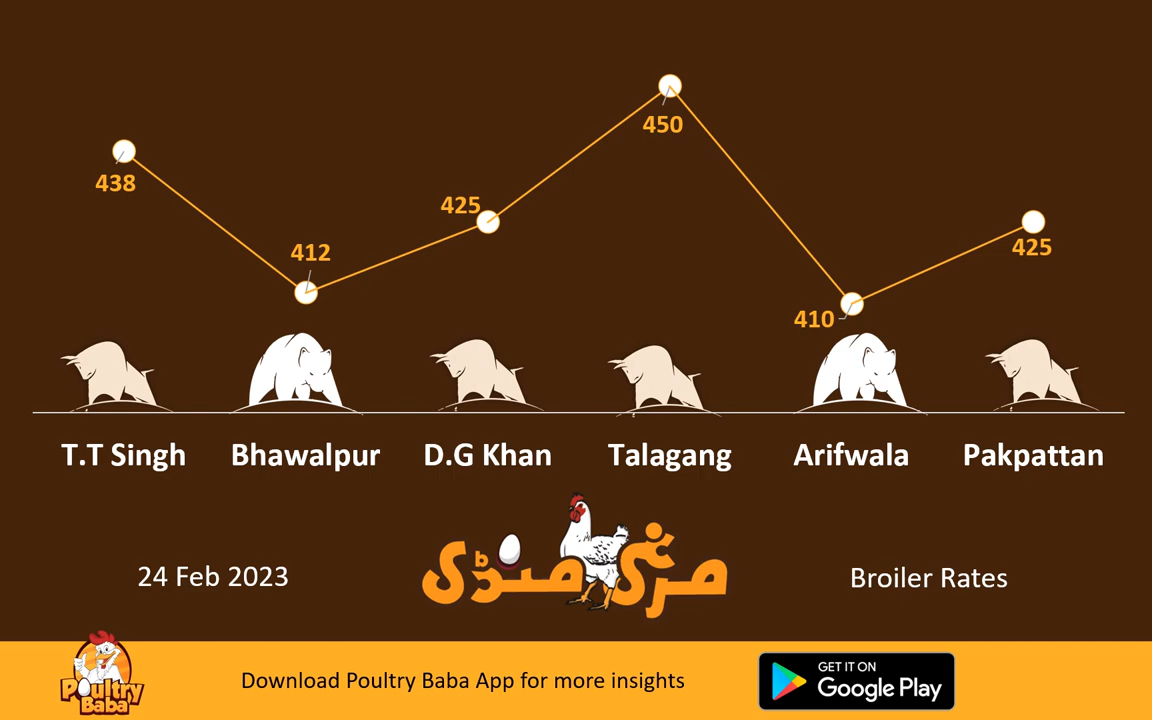 450
438
425
412
425
410
T.T Singh Bhawalpur D.G Khan Talagang Arifwala Pakpattan
مرغی منڈی
24 Feb 2023
Broiler Rates
Poultry
Baba
Download Poultry Baba App for more insights
GET IT ON
Google Play